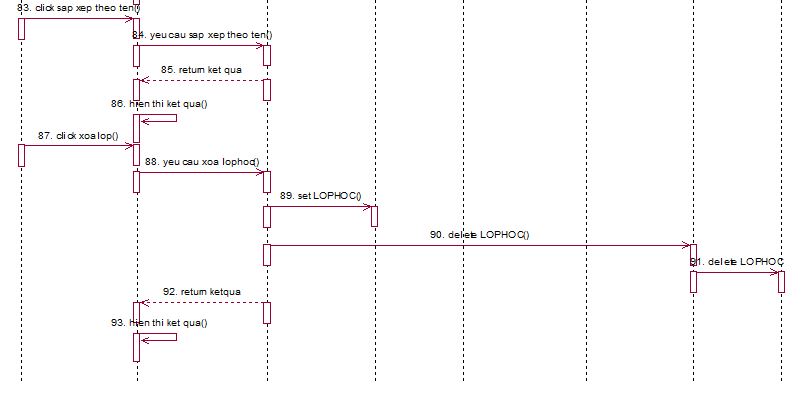 83. click sap xep theo ten()
84. yeu cau sap xep theo ten()
85. return ket qua
86. hien thi ket qua()
87. click xoa lop()
88. yeu cau xoa lophoc()
89. set LOPHOC()
90. delete LOPHOC()
91. delete LOPHOC
92. return ketqua
93. hien thi ket qua()